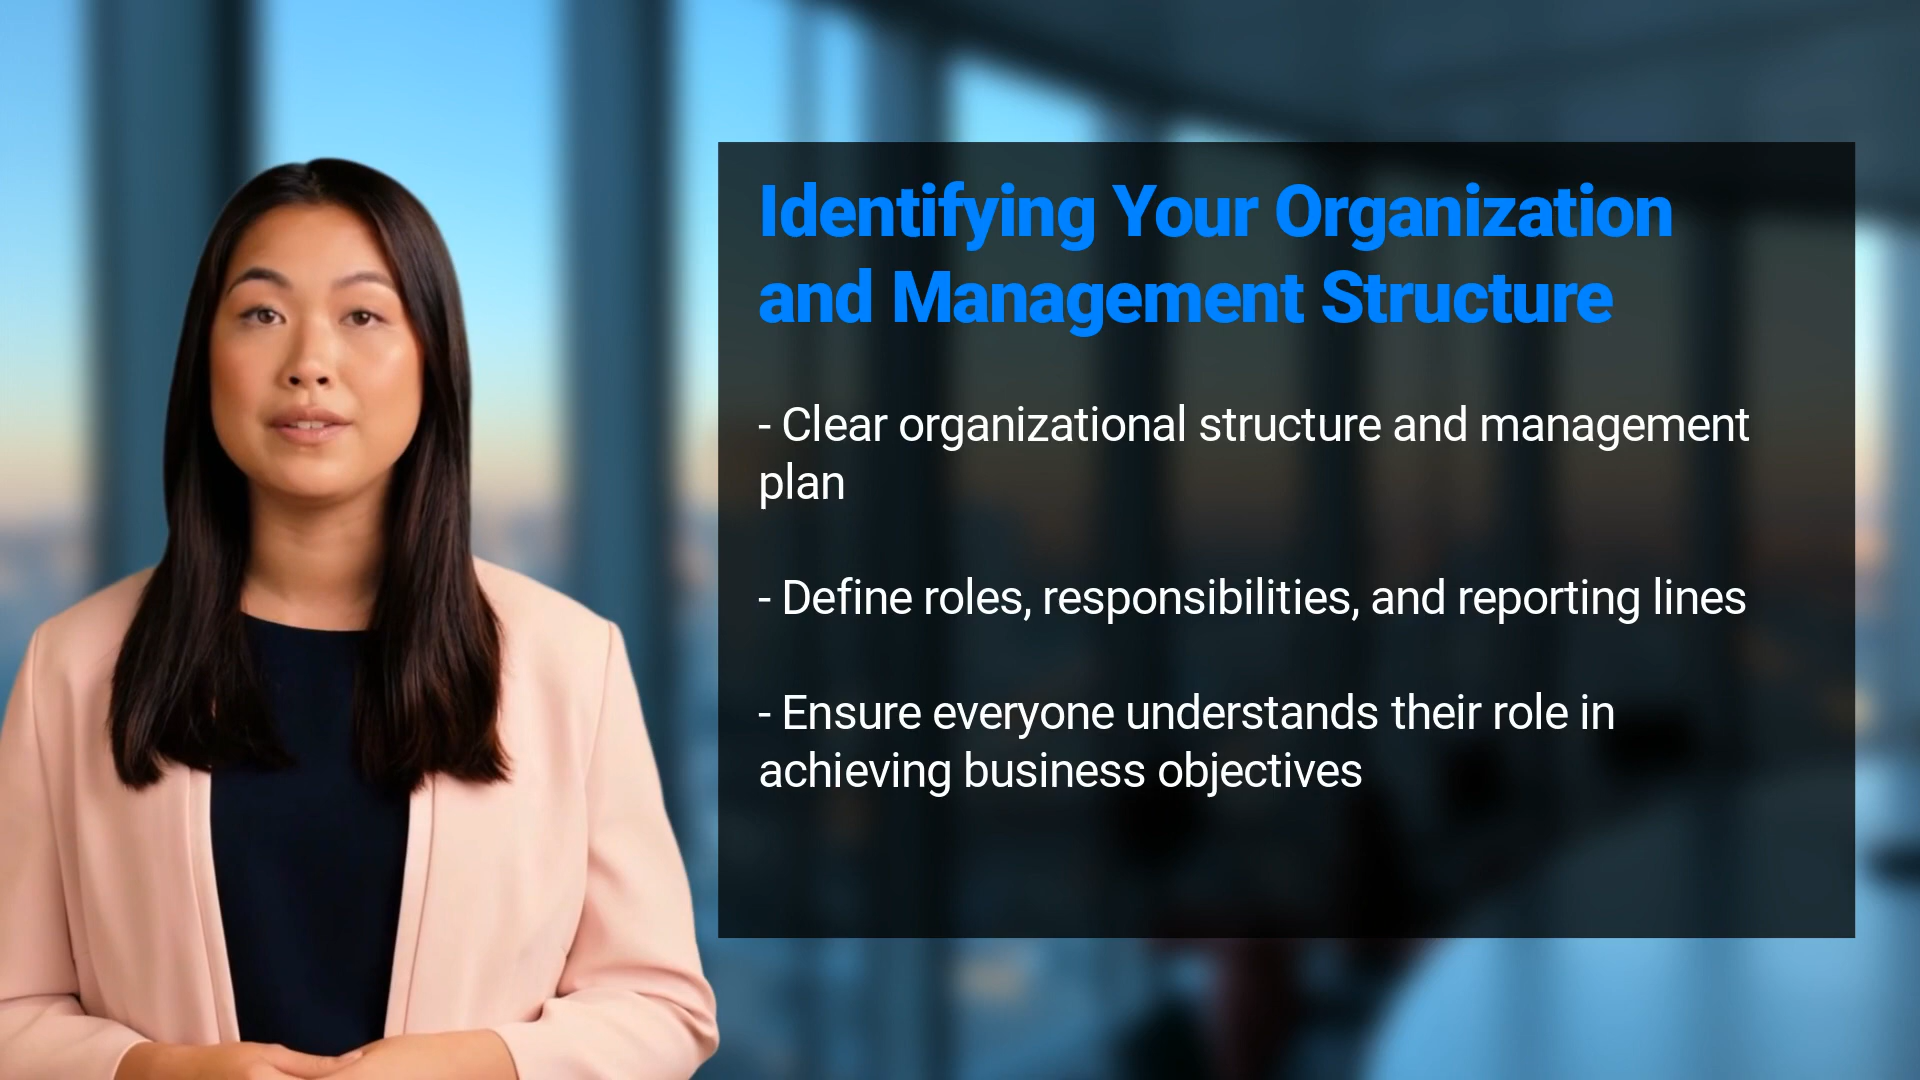 Identifying Your Organization
and Management Structure
- Clear organizational structure and management
plan
- Define roles, responsibilities, and reporting lines
- Ensure everyone understands their role in
achieving business objectives